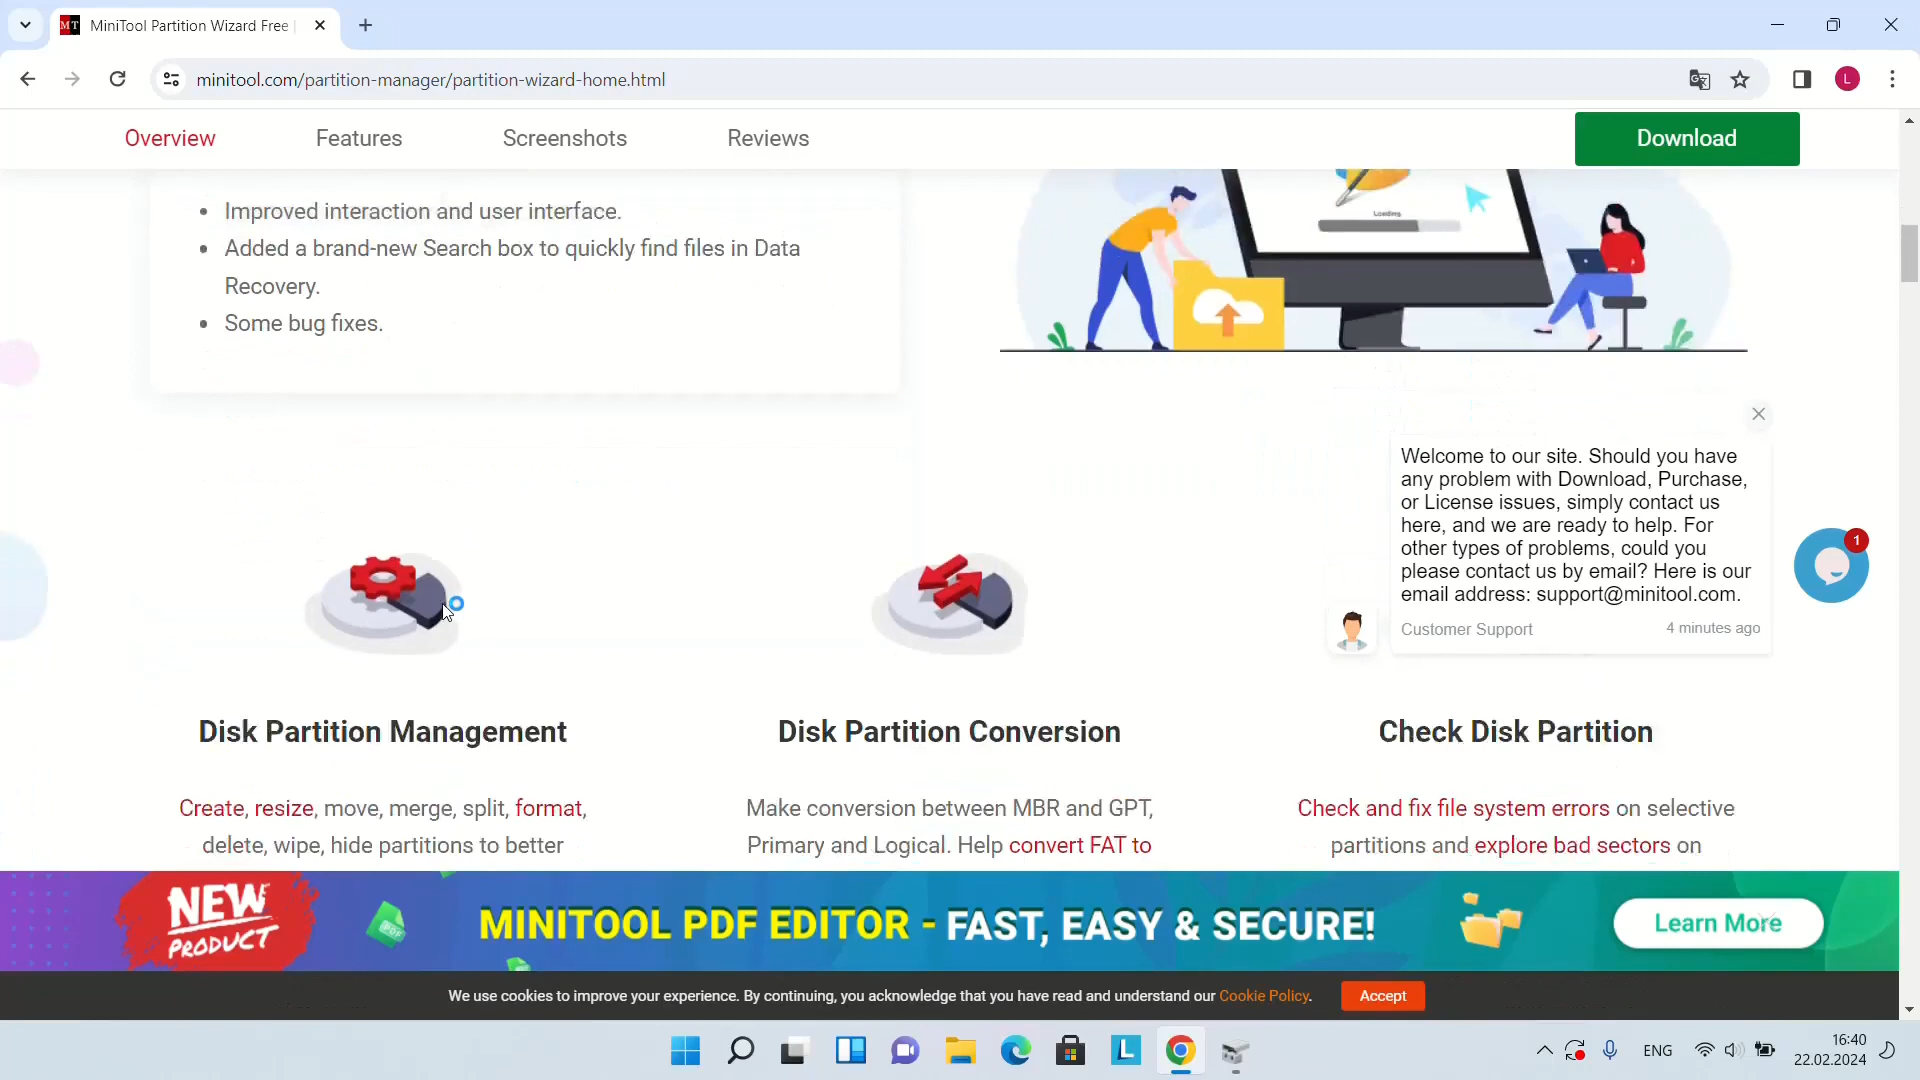 MT MiniTool Partition Wizard Free |
minitool.com/partition-manager/partition-wizard-home.html
L
Overview Features Screenshots Reviews Download
Improved interaction and user interface.
Added a brand-new Search box to quickly find files in Data
Recovery.
Some bug fixes.
Loading
Welcome to our site. Should you have
any problem with Download, Purchase,
or License issues, simply contact us
here, and we are ready to help. For
other types of problems, could you
please contact us by email? Here is our
email address: support@minitool.com.
Customer Support 4 minutes ago
1
Disk Partition Management
Create, resize, move, merge, split, format,
delete, wipe, hide partitions to better
Disk Partition Conversion
Make conversion between MBR and GPT,
Primary and Logical. Help convert FAT to
Check Disk Partition
Check and fix file system errors on selective
partitions and explore bad sectors on
NEW
PRODUCT
PDF
MINITOOL PDF EDITOR - FAST, EASY & SECURE!
Learn More
We use cookies to improve your experience. By continuing, you acknowledge that you have read and understand our Cookie Policy. Accept
L
ENG
16:40
22.02.2024